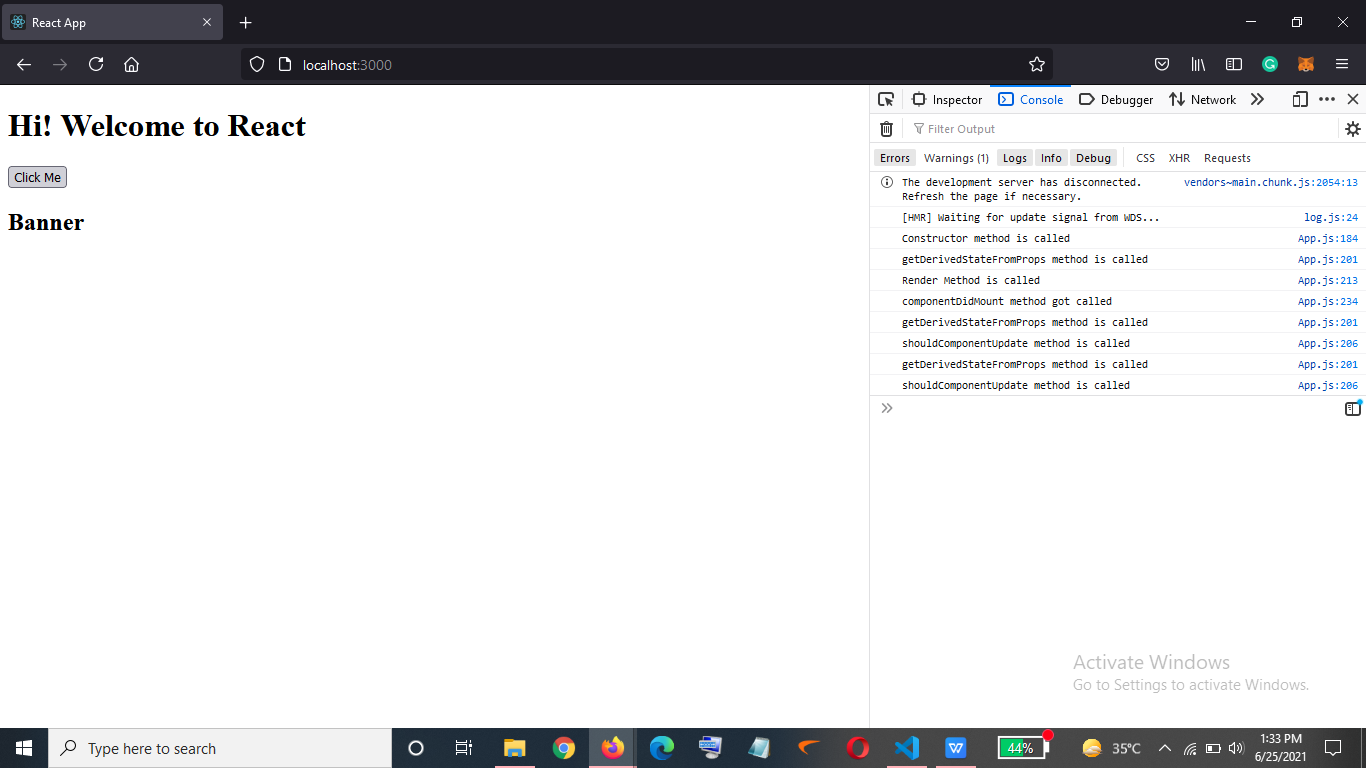 React App
localhost:3000
Hi! Welcome to React
Click Me
Banner
Inspector Console Debugger Network
Filter Output
Errors Warnings (1) Logs Info Debug CSS XHR Requests
The development server has disconnected. vendors~main.chunk.js:2054:13
Refresh the page if necessary.
[HMR] Waiting for update signal from WDS... log.js:24
Constructor method is called App.js:184
getDerivedStateFromProps method is called App.js:201
Render Method is called App.js:213
componentDidMount method got called App.js:234
getDerivedStateFromProps method is called App.js:201
shouldComponentUpdate method is called App.js:206
getDerivedStateFromProps method is called App.js:201
shouldComponentUpdate method is called App.js:206
Activate Windows
Go to Settings to activate Windows.
Type here to search
44%
35°C
1:33 PM
6/25/2021